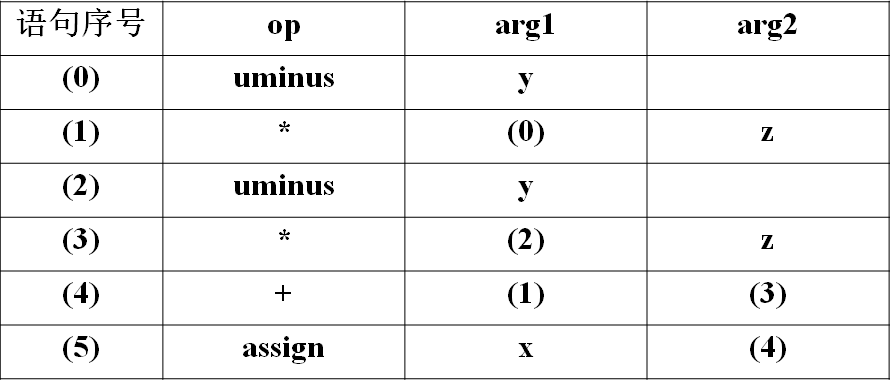 语句序号 op arg1 arg2
(0) uminus y
(1) * (0) z
(2) uminus y
(3) * (2) z
(4) + (1) (3)
(5) assign x (4)